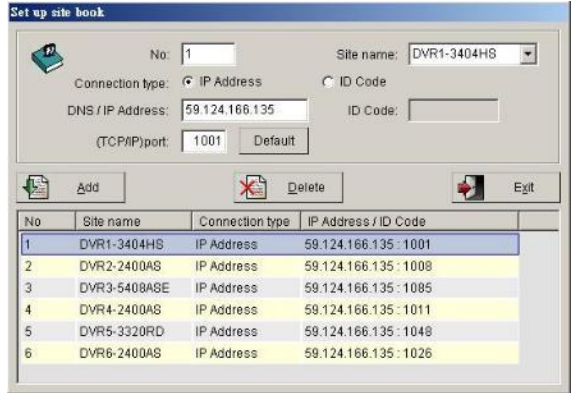 Set up site book
No: 1 Site name: DVR1-3404HS
Connection type: IP Address ID Code
DNS / IP Address: 59.124.166.135 ID Code:
(TCP/IP)port: 1001 Default
Add Delete Exit
No Site name Connection type IP Address / ID Code
1 DVR1-3404HS IP Address 59.124.166.135 : 1001
2 DVR2-2400AS IP Address 59.124.166.135 : 1008
3 DVR3-5408ASE IP Address 59.124.166.135 : 1085
4 DVR4-2400AS IP Address 59.124.166.135 : 1011
5 DVR5-3320RD IP Address 59.124.166.135 : 1048
6 DVR6-2400AS IP Address 59.124.166.135 : 1026